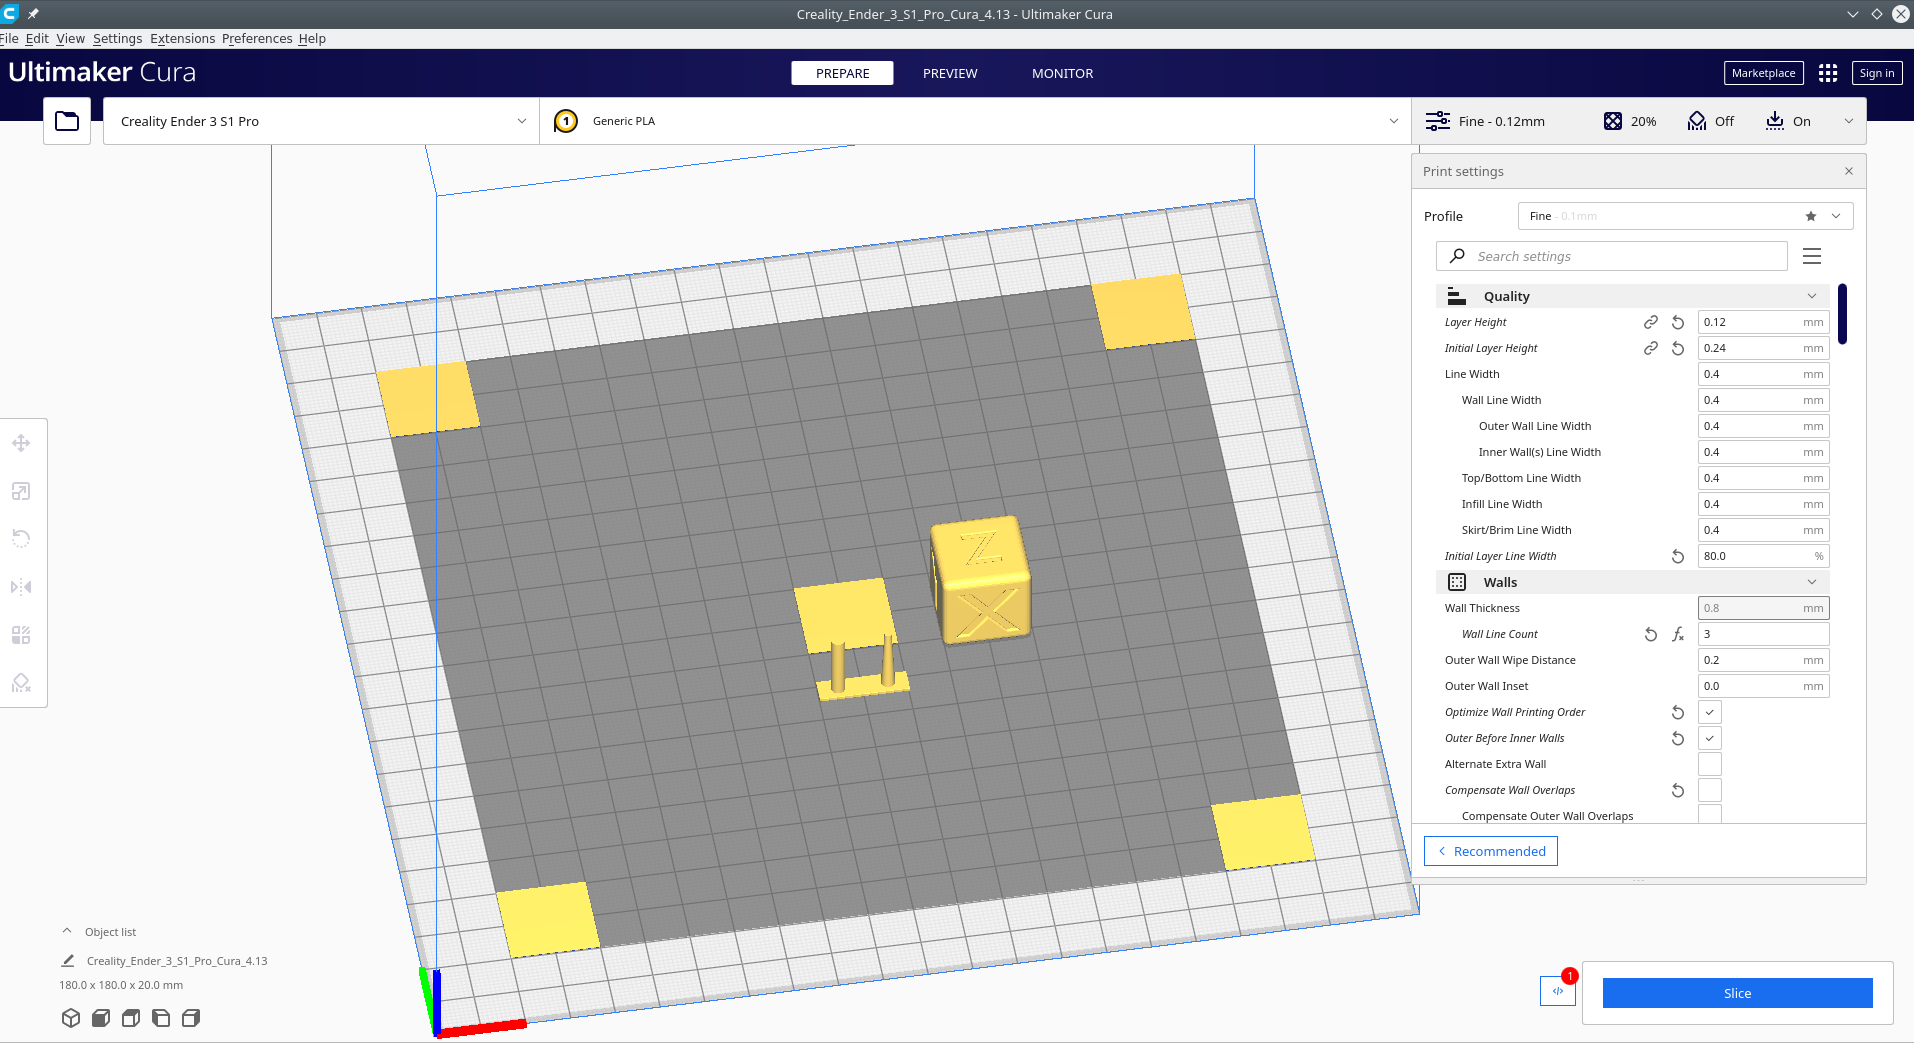 Creality_Ender_3_S1_Pro_Cura_4.13 - Ultimaker Cura
File Edit View Settings Extensions Preferences Help
Ultimaker Cura
PREPARE PREVIEW MONITOR
Marketplace Sign in
Creality Ender 3 S1 Pro
1 Generic PLA
Fine - 0.12mm 20% Off On
Print settings
Profile Fine - 0.1mm
Search settings
Quality
Layer Height 0.12 mm
Initial Layer Height 0.24 mm
Line Width 0.4 mm
Wall Line Width 0.4 mm
Outer Wall Line Width 0.4 mm
Inner Wall(s) Line Width 0.4 mm
Top/Bottom Line Width 0.4 mm
Infill Line Width 0.4 mm
Skirt/Brim Line Width 0.4 mm
Initial Layer Line Width 80.0 %
Walls
Wall Thickness 0.8 mm
Wall Line Count 3
Outer Wall Wipe Distance 0.2 mm
Outer Wall Inset 0.0 mm
Optimize Wall Printing Order
Outer Before Inner Walls
Alternate Extra Wall
Compensate Wall Overlaps
Compensate Outer Wall Overlaps
Recommended
Z
X
Object list
Creality_Ender_3_S1_Pro_Cura_4.13
180.0 x 180.0 x 20.0 mm
1
Slice